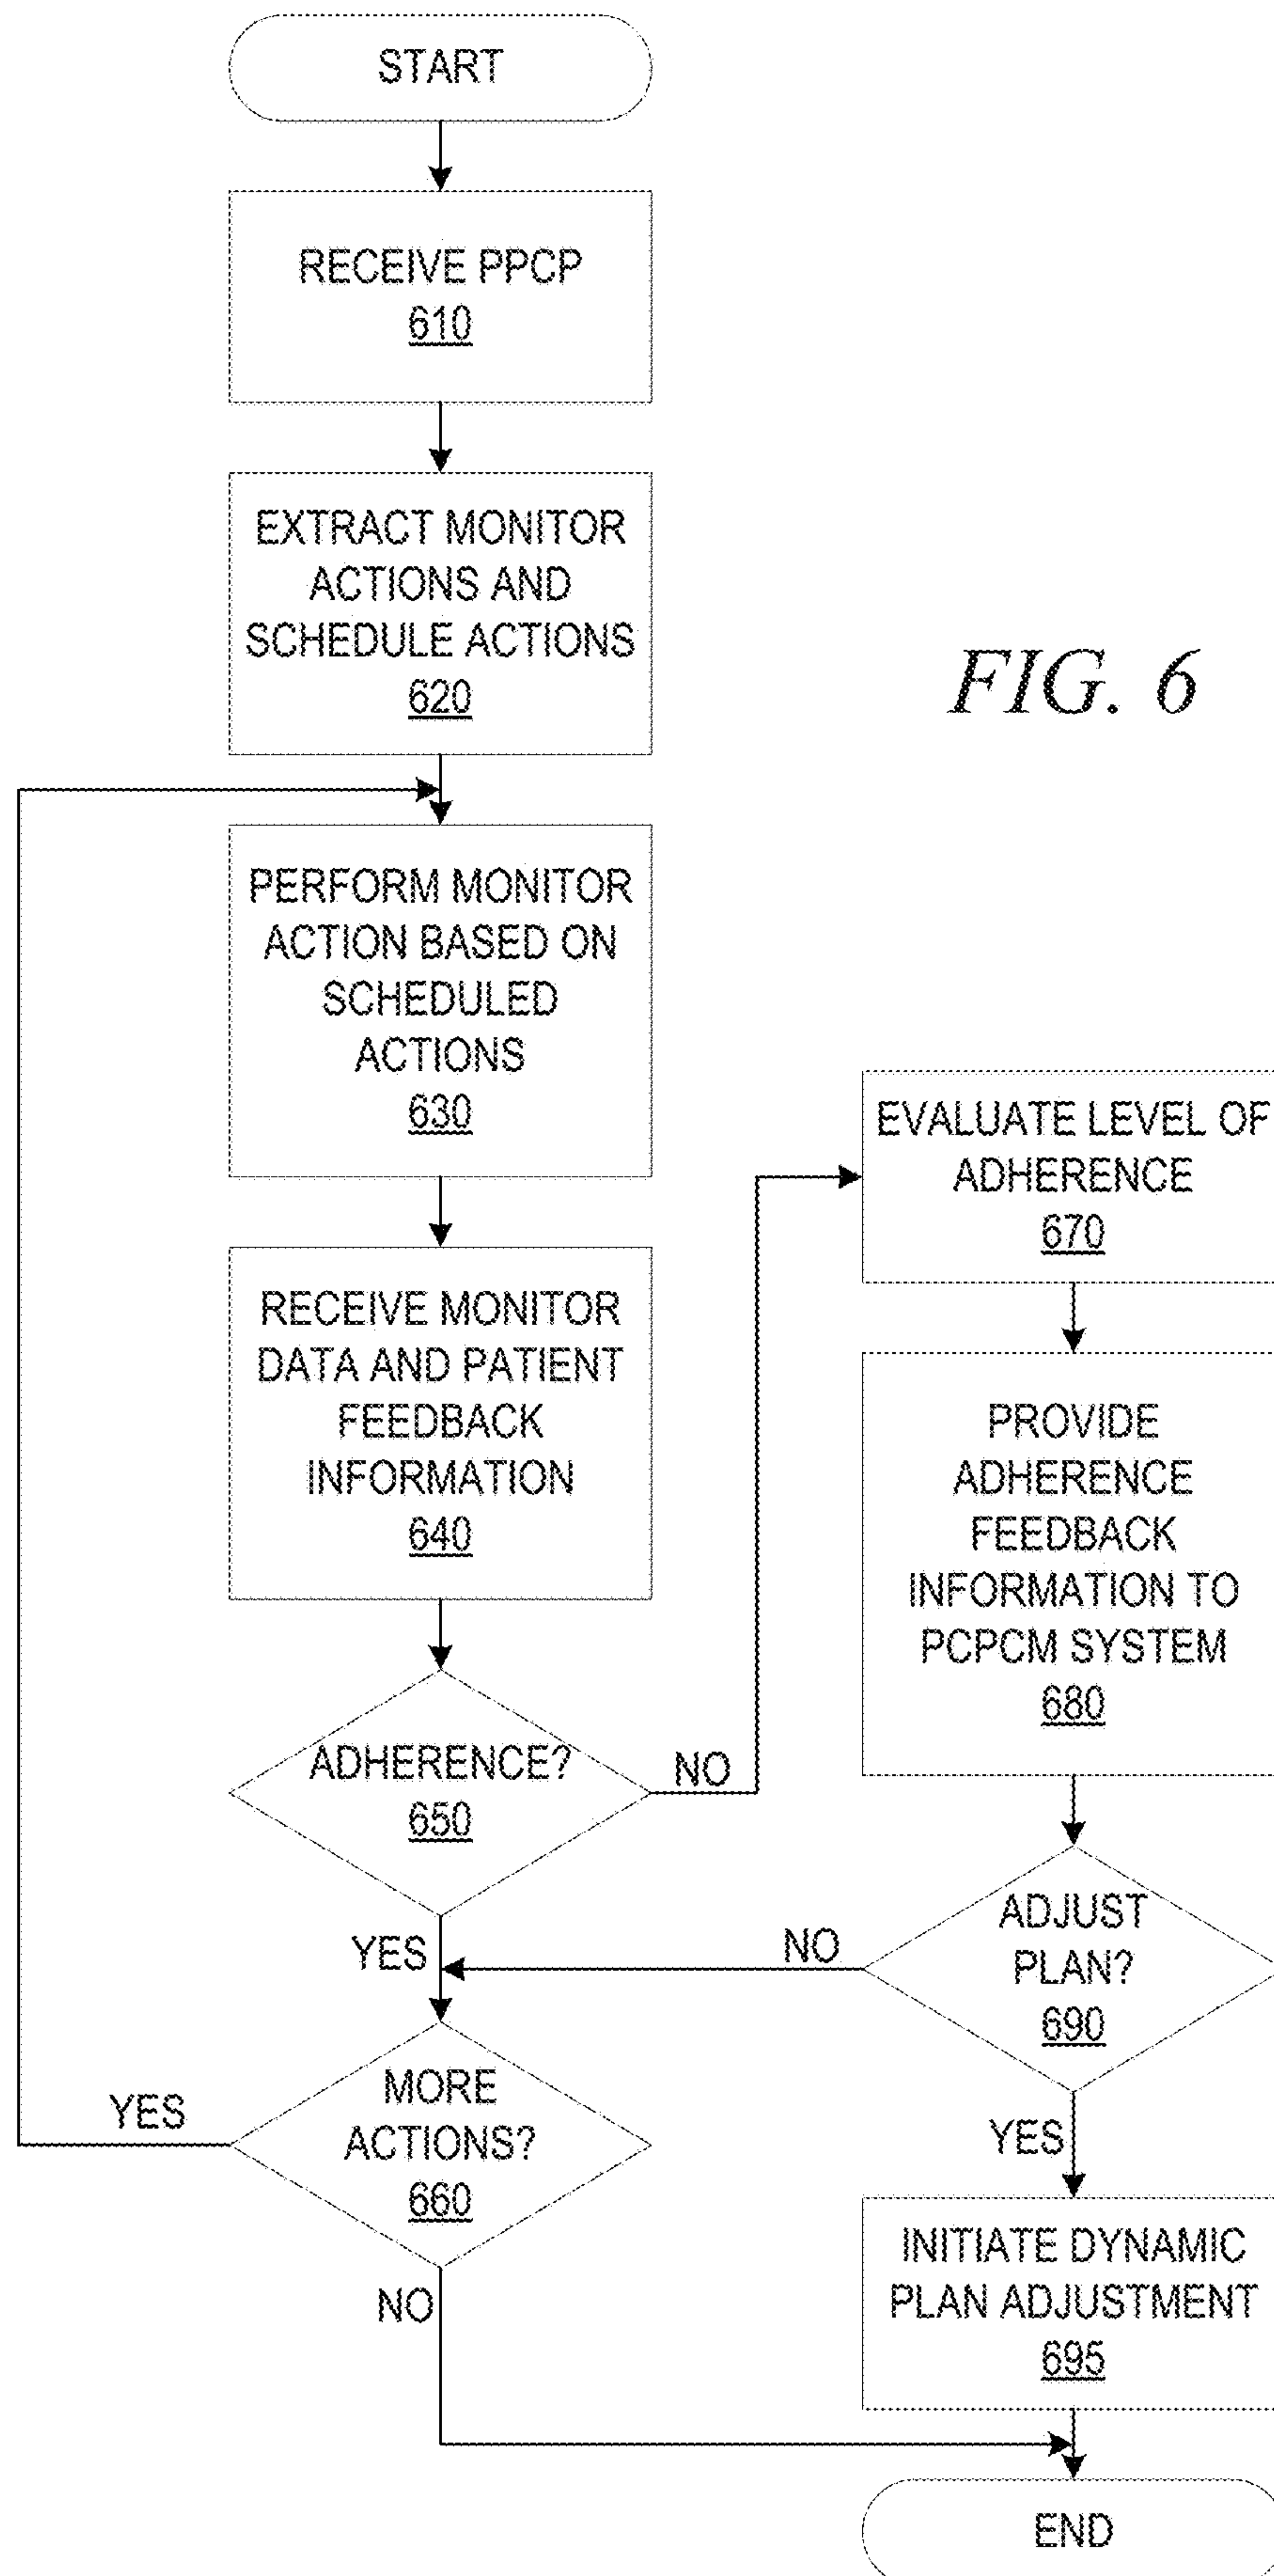 START
RECEIVE PPCP
610
EXTRACT MONITOR
ACTIONS AND
SCHEDULE ACTIONS
620
FIG. 6
PERFORM MONITOR
ACTION BASED ON
SCHEDULED
ACTIONS
630
RECEIVE MONITOR
DATA AND PATIENT
FEEDBACK
INFORMATION
640
ADHERENCE?
650
NO
YES
MORE
ACTIONS?
660
YES
NO
EVALUATE LEVEL OF
ADHERENCE
670
PROVIDE
ADHERENCE
FEEDBACK
INFORMATION TO
PCPCM SYSTEM
680
ADJUST
PLAN?
690
NO
YES
INITIATE DYNAMIC
PLAN ADJUSTMENT
695
END